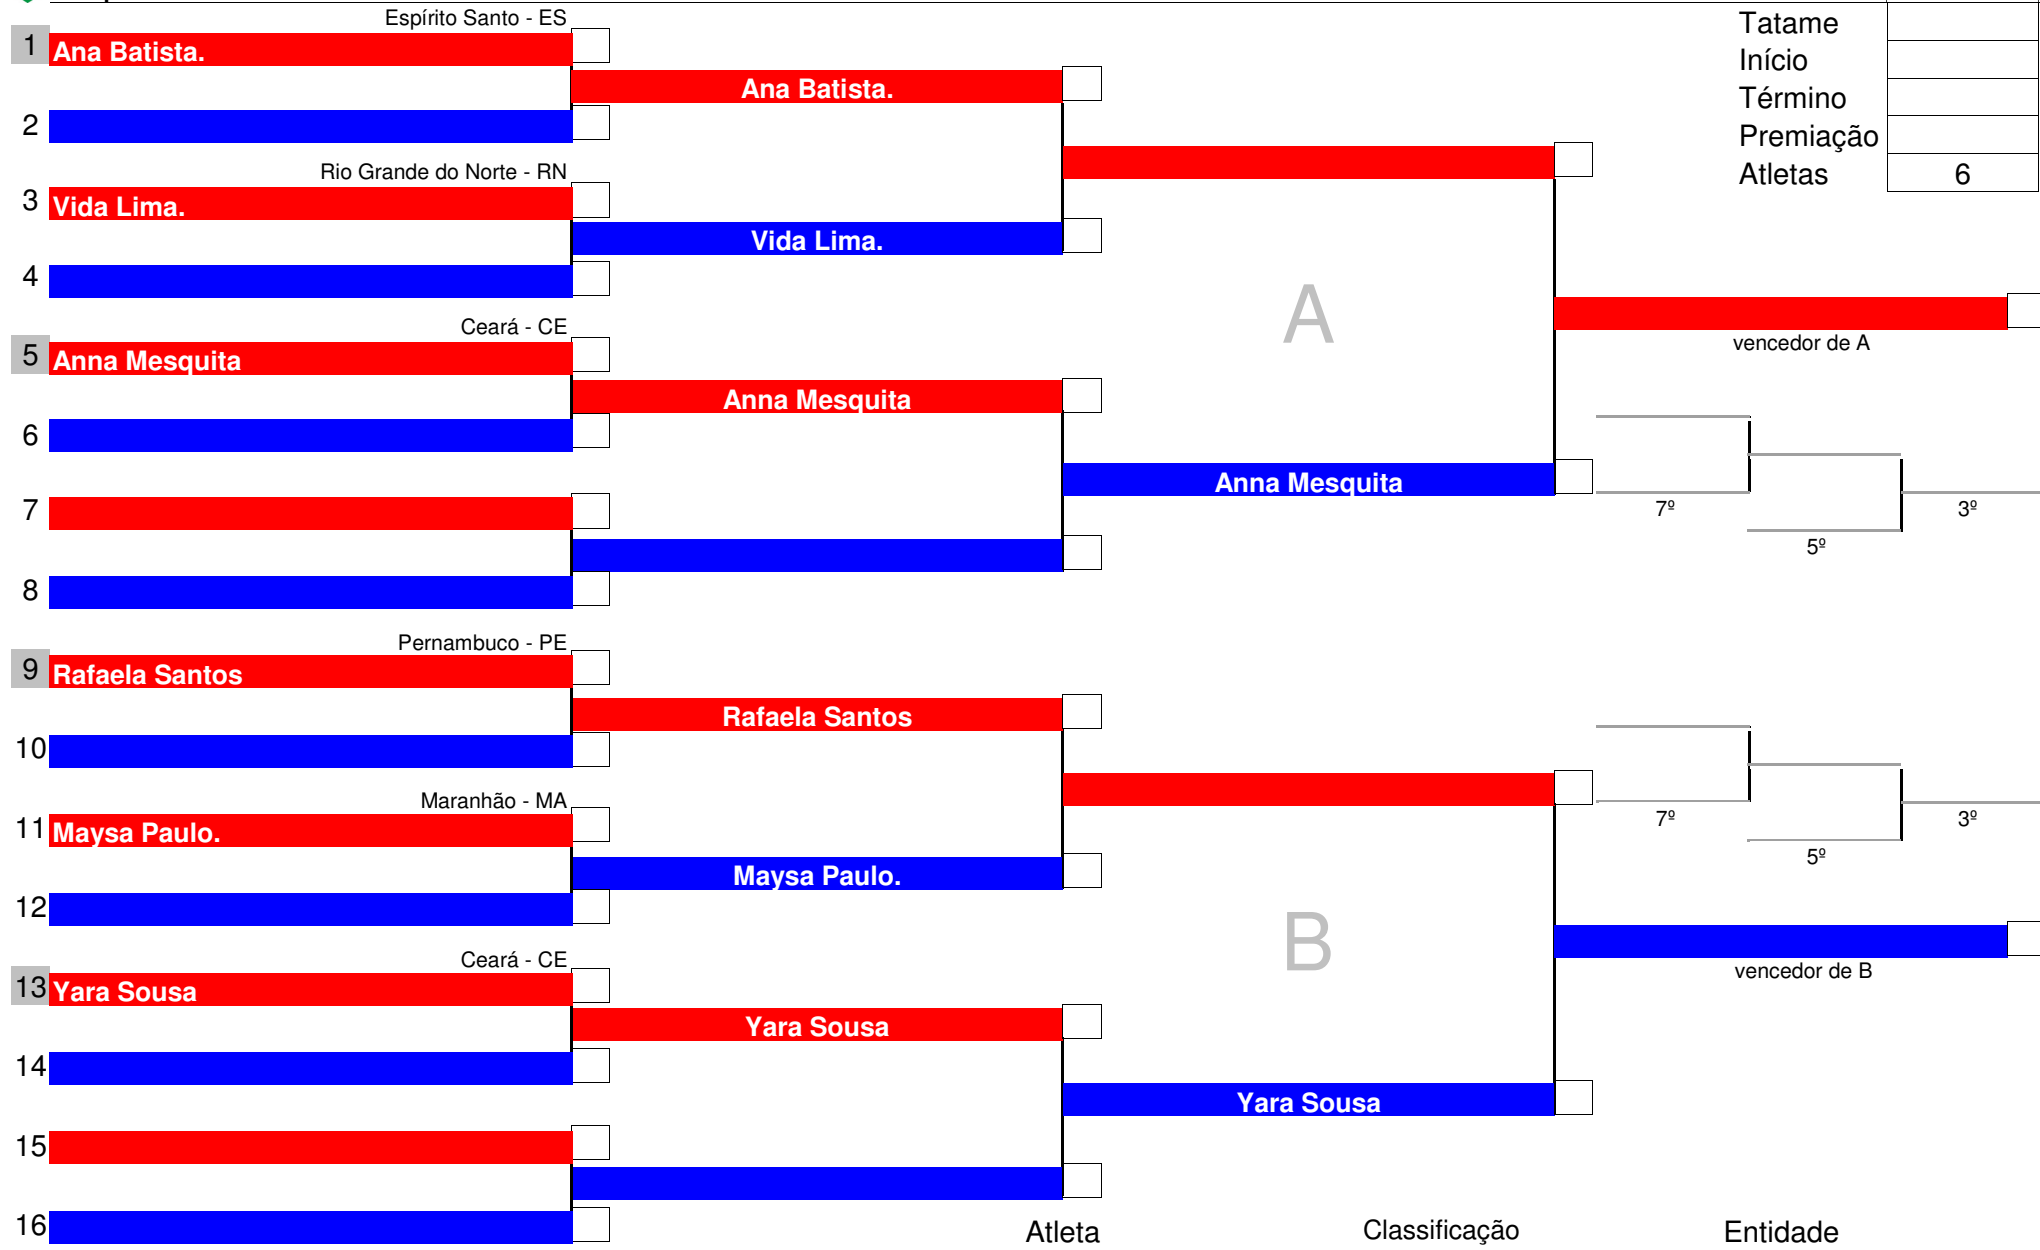 Espírito Santo - ES
1 Ana Batista.
Ana Batista.
2
Rio Grande do Norte - RN
3 Vida Lima.
Vida Lima.
4
Ceará - CE
5 Anna Mesquita
Anna Mesquita
6
Anna Mesquita
7
8
A
Tatame
Início
Término
Premiação
Atletas 6
vencedor de A
7º
3º
5º
Pernambuco - PE
9 Rafaela Santos
Rafaela Santos
10
Maranhão - MA
11 Maysa Paulo.
Maysa Paulo.
12
Ceará - CE
13 Yara Sousa
Yara Sousa
14
Yara Sousa
15
16
B
7º
3º
5º
vencedor de B
Atleta Classificação Entidade